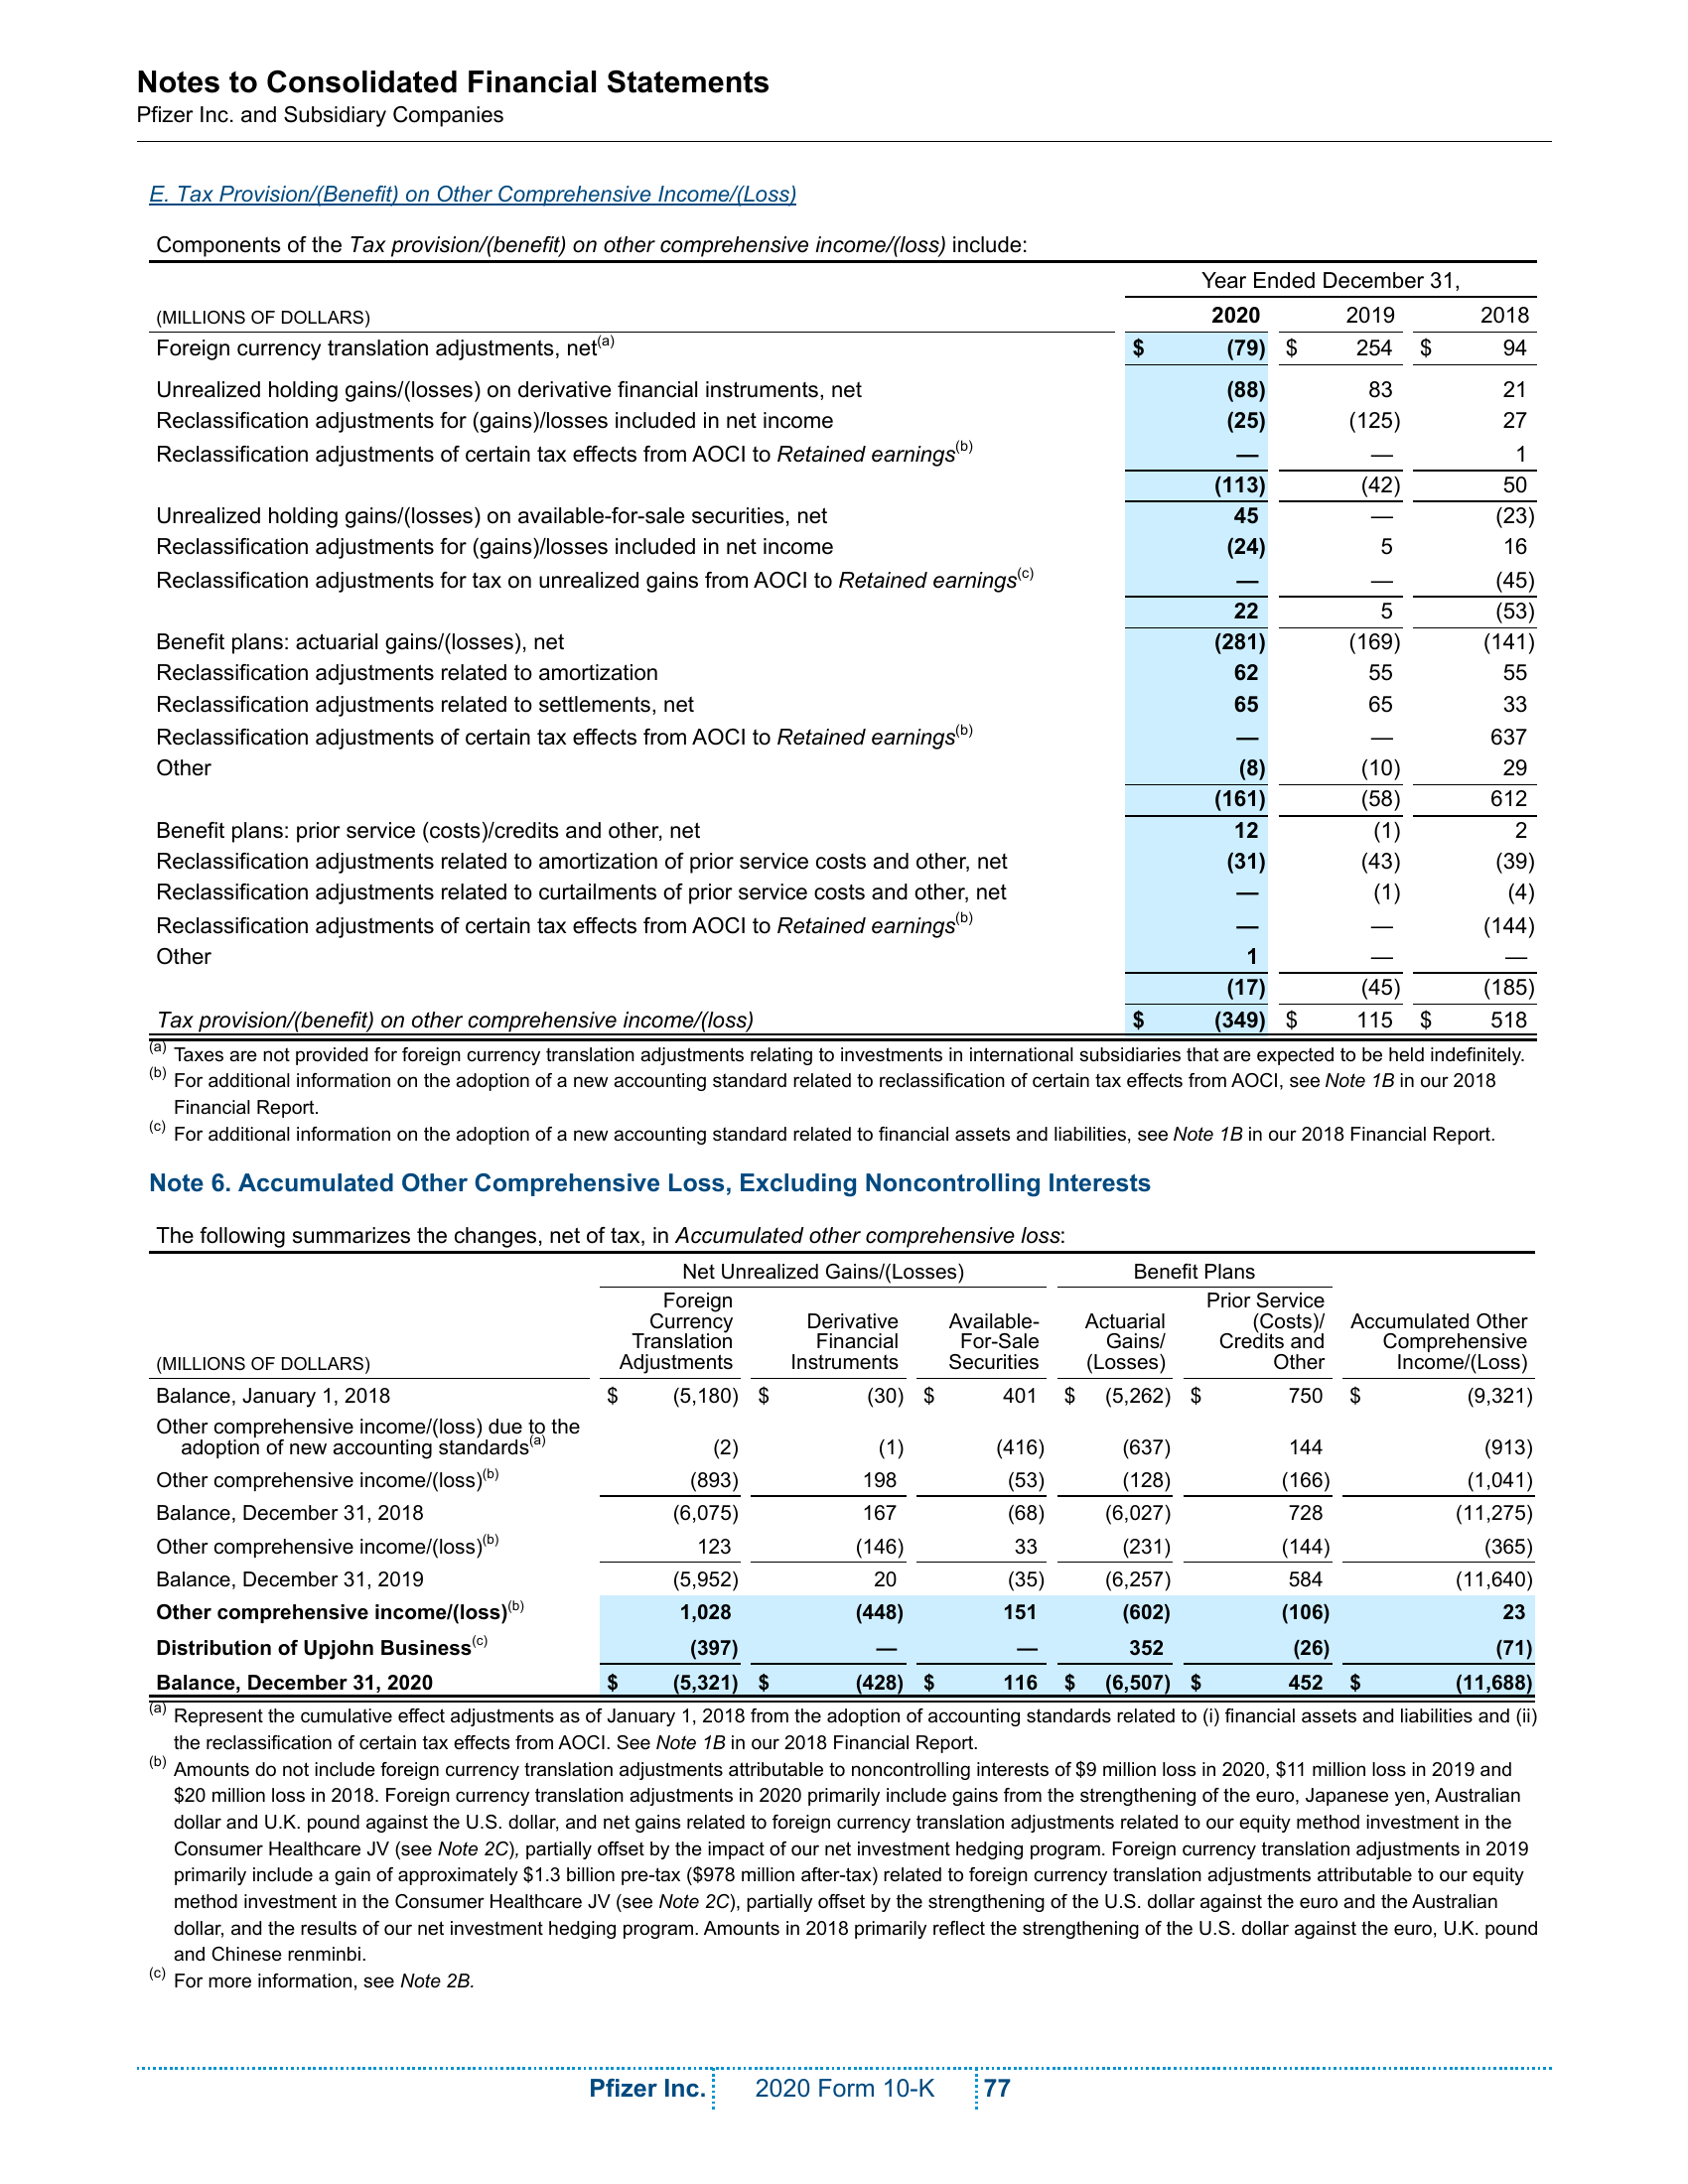 Notes to Consolidated Financial Statements
Pfizer Inc. and Subsidiary Companies
E. Tax Provision/(Benefit) on Other Comprehensive Income/(Loss)
Components of the Tax provision/(benefit) on other comprehensive income/(loss) include:
Year Ended December 31,
(MILLIONS OF DOLLARS) 2020 2019 2018
Foreign currency translation adjustments, net(a) $ (79) $ 254 $ 94
Unrealized holding gains/(losses) on derivative financial instruments, net (88) 83 21
Reclassification adjustments for (gains)/losses included in net income (25) (125) 27
Reclassification adjustments of certain tax effects from AOCI to Retained earnings(b) — — 1
(113) (42) 50
Unrealized holding gains/(losses) on available-for-sale securities, net 45 — (23)
Reclassification adjustments for (gains)/losses included in net income (24) 5 16
Reclassification adjustments for tax on unrealized gains from AOCI to Retained earnings(c) — — (45)
22 5 (53)
Benefit plans: actuarial gains/(losses), net (281) (169) (141)
Reclassification adjustments related to amortization 62 55 55
Reclassification adjustments related to settlements, net 65 65 33
Reclassification adjustments of certain tax effects from AOCI to Retained earnings(b) — — 637
Other (8) (10) 29
(161) (58) 612
Benefit plans: prior service (costs)/credits and other, net 12 (1) 2
Reclassification adjustments related to amortization of prior service costs and other, net (31) (43) (39)
Reclassification adjustments related to curtailments of prior service costs and other, net — (1) (4)
Reclassification adjustments of certain tax effects from AOCI to Retained earnings(b) — — (144)
Other 1 — —
(17) (45) (185)
Tax provision/(benefit) on other comprehensive income/(loss) $ (349) $ 115 $ 518
(a) Taxes are not provided for foreign currency translation adjustments relating to investments in international subsidiaries that are expected to be held indefinitely.
(b) For additional information on the adoption of a new accounting standard related to reclassification of certain tax effects from AOCI, see Note 1B in our 2018
Financial Report.
(c) For additional information on the adoption of a new accounting standard related to financial assets and liabilities, see Note 1B in our 2018 Financial Report.
Note 6. Accumulated Other Comprehensive Loss, Excluding Noncontrolling Interests
The following summarizes the changes, net of tax, in Accumulated other comprehensive loss:
Net Unrealized Gains/(Losses) Benefit Plans
Foreign Prior Service
Currency Derivative Available- Actuarial (Costs)/ Accumulated Other
Translation Financial For-Sale Gains/ Credits and Comprehensive
(MILLIONS OF DOLLARS) Adjustments Instruments Securities (Losses) Other Income/(Loss)
Balance, January 1, 2018 $ (5,180) $ (30) $ 401 $ (5,262) $ 750 $ (9,321)
Other comprehensive income/(loss) due to the
adoption of new accounting standards(a) (2) (1) (416) (637) 144 (913)
Other comprehensive income/(loss)(b) (893) 198 (53) (128) (166) (1,041)
Balance, December 31, 2018 (6,075) 167 (68) (6,027) 728 (11,275)
Other comprehensive income/(loss)(b) 123 (146) 33 (231) (144) (365)
Balance, December 31, 2019 (5,952) 20 (35) (6,257) 584 (11,640)
Other comprehensive income/(loss)(b) 1,028 (448) 151 (602) (106) 23
Distribution of Upjohn Business(c) (397) — — 352 (26) (71)
Balance, December 31, 2020 $ (5,321) $ (428) $ 116 $ (6,507) $ 452 $ (11,688)
(a) Represent the cumulative effect adjustments as of January 1, 2018 from the adoption of accounting standards related to (i) financial assets and liabilities and (ii)
the reclassification of certain tax effects from AOCI. See Note 1B in our 2018 Financial Report.
(b) Amounts do not include foreign currency translation adjustments attributable to noncontrolling interests of $9 million loss in 2020, $11 million loss in 2019 and
$20 million loss in 2018. Foreign currency translation adjustments in 2020 primarily include gains from the strengthening of the euro, Japanese yen, Australian
dollar and U.K. pound against the U.S. dollar, and net gains related to foreign currency translation adjustments related to our equity method investment in the
Consumer Healthcare JV (see Note 2C), partially offset by the impact of our net investment hedging program. Foreign currency translation adjustments in 2019
primarily include a gain of approximately $1.3 billion pre-tax ($978 million after-tax) related to foreign currency translation adjustments attributable to our equity
method investment in the Consumer Healthcare JV (see Note 2C), partially offset by the strengthening of the U.S. dollar against the euro and the Australian
dollar, and the results of our net investment hedging program. Amounts in 2018 primarily reflect the strengthening of the U.S. dollar against the euro, U.K. pound
and Chinese renminbi.
(c) For more information, see Note 2B.
Pfizer Inc. 2020 Form 10-K 77